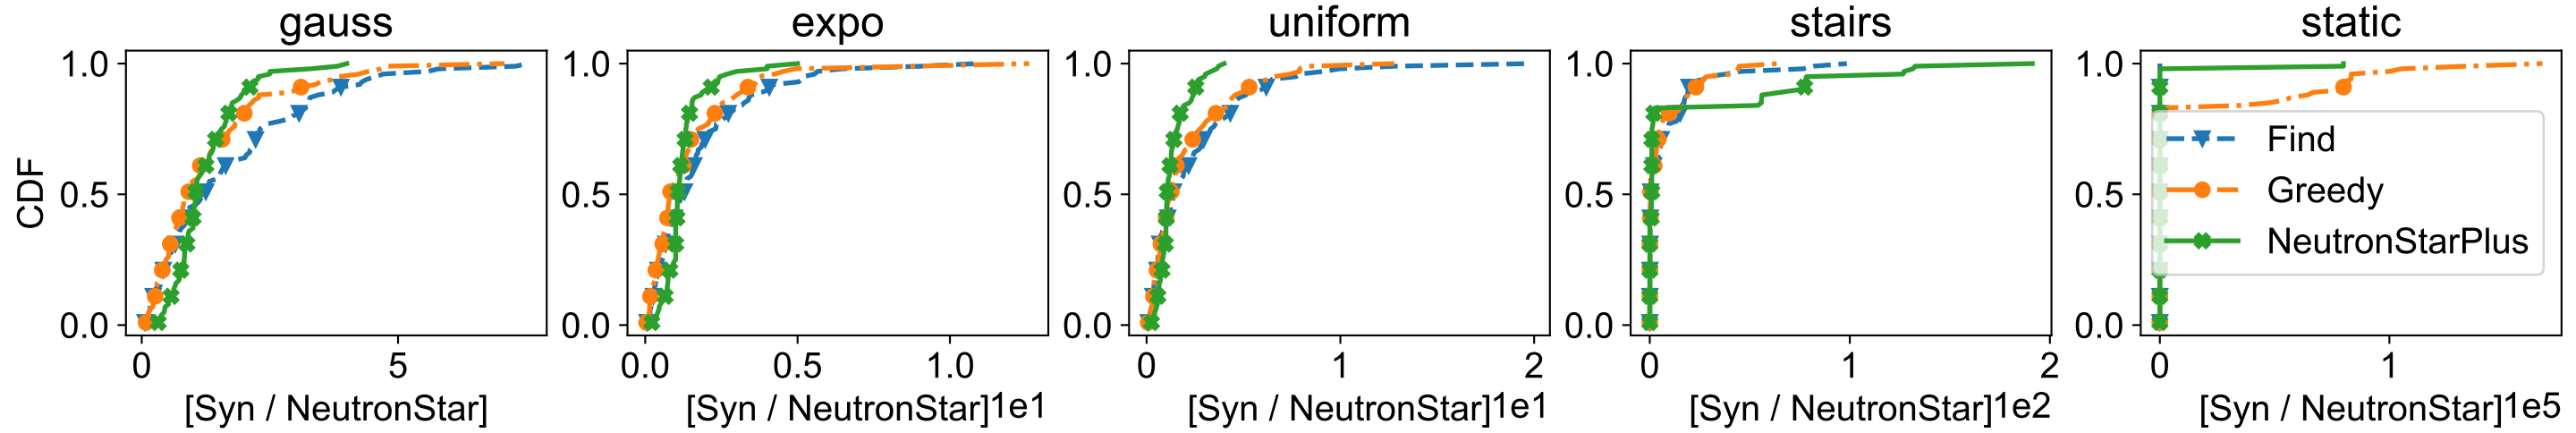 gauss expo uniform stairs static
CDF
1.0 1.0 1.0 1.0 1.0
0.5 0.5 0.5 0.5 0.5
0.0 0.0 0.0 0.0 0.0
Find
Greedy
NeutronStarPlus
0 5 0.0 0.5 1.0 0 1 2 0 1 2 0 1
[Syn / NeutronStar] [Syn / NeutronStar]1e1 [Syn / NeutronStar]1e1 [Syn / NeutronStar]1e2 [Syn / NeutronStar]1e5